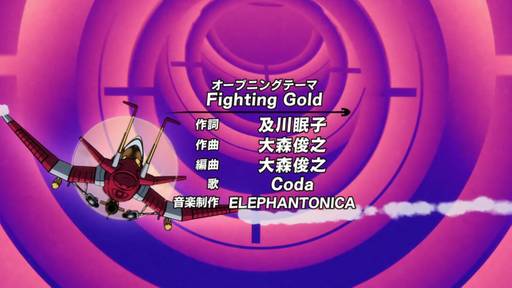 オープニングテーマ
Fighting Gold
作詞 及川眠子
作曲 大森俊之
編曲 大森俊之
歌 Coda
音楽制作 ELEPHANTONICA